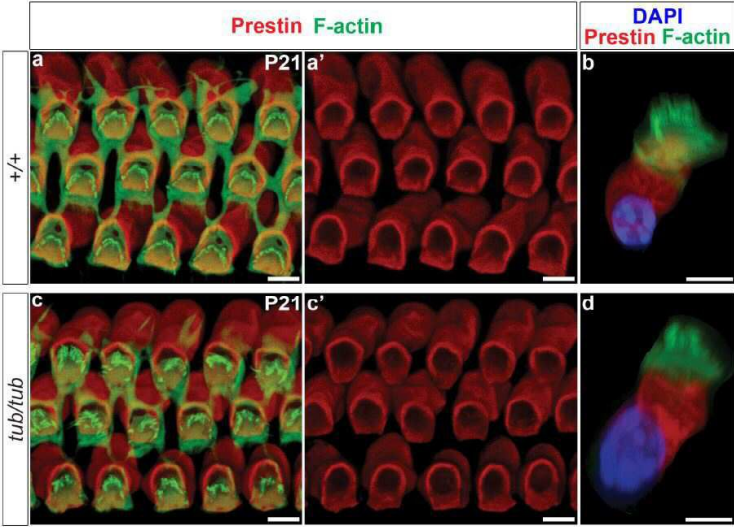 Prestin F-actin
DAPI
Prestin F-actin
+/+
a
P21
a'
b
tub/tub
c
P21
c'
d